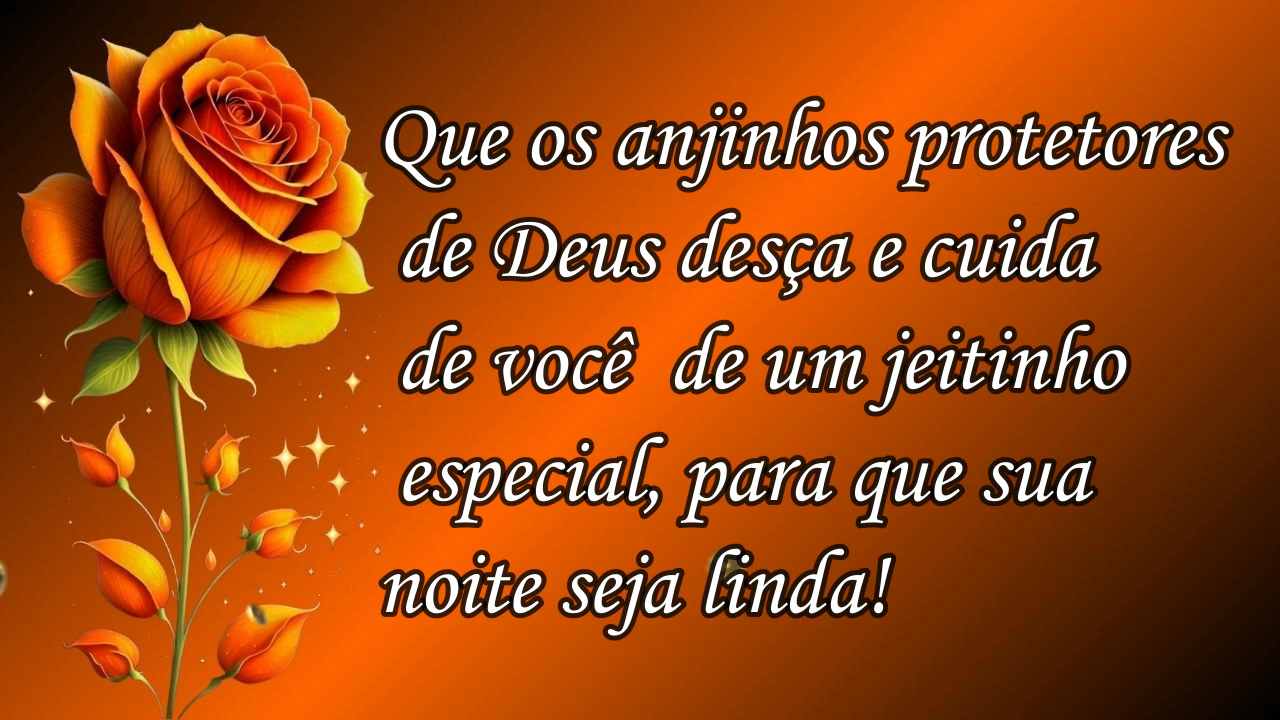 Que os anjinhos protetores
de Deus desça e cuida
de você de um jeitinho
especial, para que sua
noite seja linda!